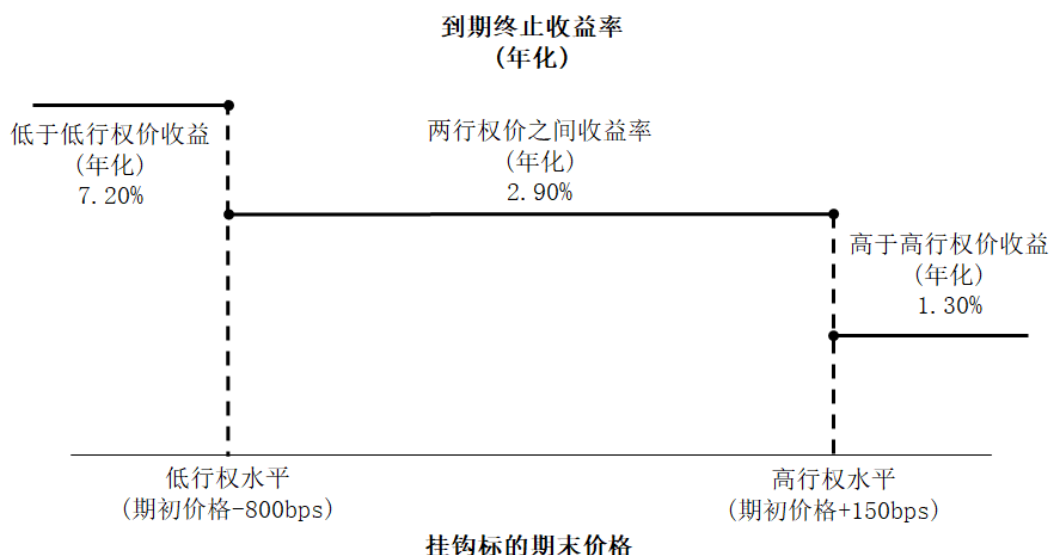 到期终止收益率
(年化)
低于低行权价收益
(年化)
7.20%
两行权价之间收益率
(年化)
2.90%
高于高行权价收益
(年化)
1.30%
低行权水平
(期初价格-800bps)
高行权水平
(期初价格+150bps)
挂钩标的期末价格